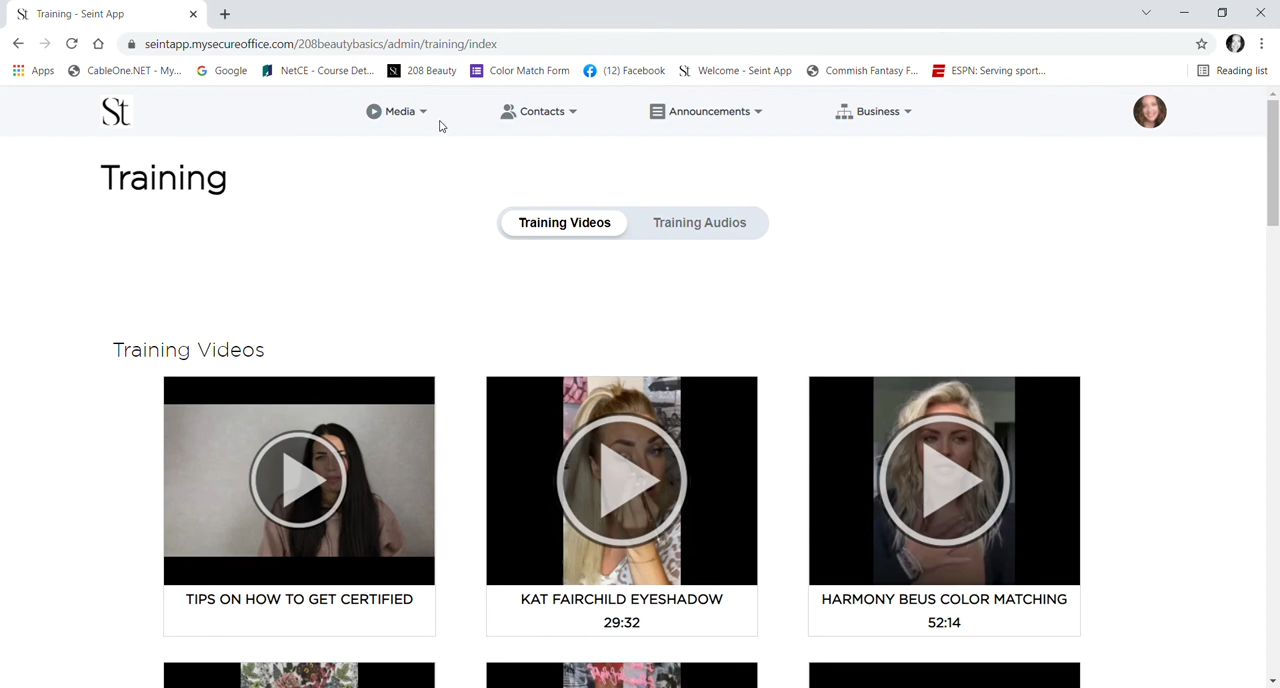 St Training - Seint App
seintapp.mysecureoffice.com/208beautybasics/admin/training/index
Apps CableOne.NET - My... Google NetCE - Course Det... St 208 Beauty Color Match Form (12) Facebook St Welcome - Seint App Commish Fantasy F... ESPN: Serving sport... Reading list
St Media Contacts Announcements Business
Training
Training Videos Training Audios
Training Videos
TIPS ON HOW TO GET CERTIFIED
KAT FAIRCHILD EYESHADOW
29:32
HARMONY BEUS COLOR MATCHING
52:14